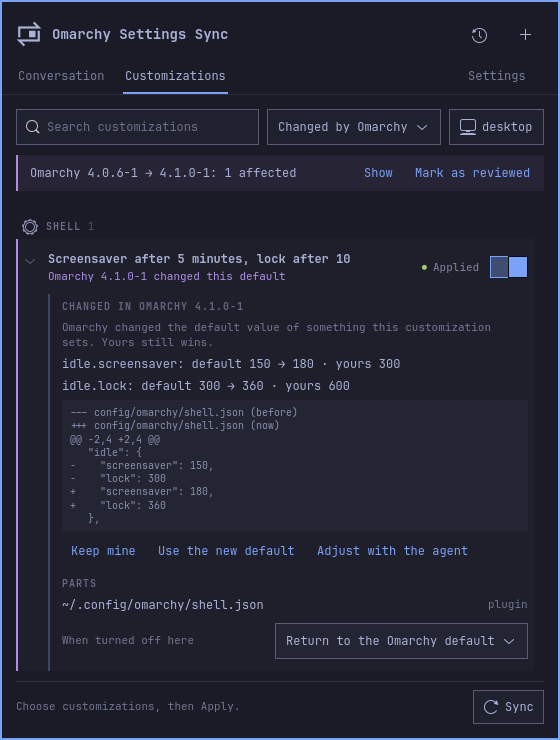 Omarchy Settings Sync
Conversation Customizations Settings
Search customizations Changed by Omarchy desktop
Omarchy 4.0.6-1 → 4.1.0-1: 1 affected Show Mark as reviewed
SHELL 1
Screensaver after 5 minutes, lock after 10
Omarchy 4.1.0-1 changed this default
Applied
CHANGED IN OMARCHY 4.1.0-1
Omarchy changed the default value of something this customization
sets. Yours still wins.
idle.screensaver: default 150 → 180 · yours 300
idle.lock: default 300 → 360 · yours 600
--- config/omarchy/shell.json (before)
+++ config/omarchy/shell.json (now)
@@ -2,4 +2,4 @@
   "idle": {
-    "screensaver": 150,
-    "lock": 300
+    "screensaver": 180,
+    "lock": 360
   },
Keep mine Use the new default Adjust with the agent
PARTS
~/.config/omarchy/shell.json plugin
When turned off here Return to the Omarchy default
Choose customizations, then Apply. Sync